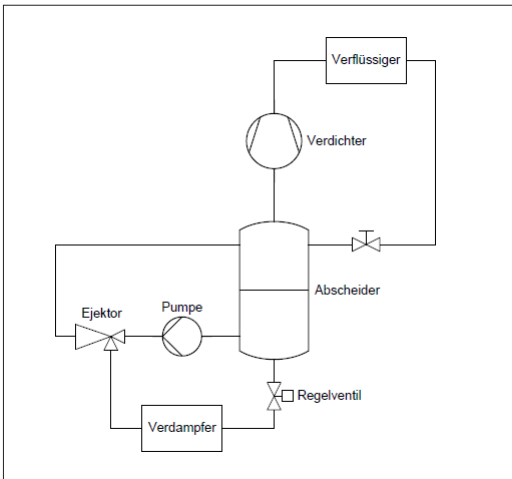 Verflüssiger
Verdichter
Abscheider
Ejektor
Pumpe
Regelventil
Verdampfer